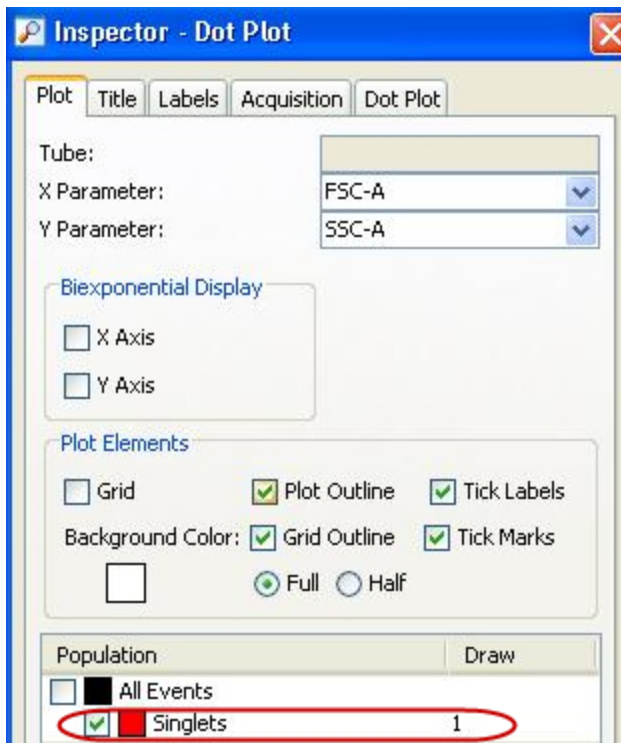 Inspector - Dot Plot
Plot Title Labels Acquisition Dot Plot
Tube:
X Parameter: FSC-A
Y Parameter: SSC-A
Biexponential Display
X Axis
Y Axis
Plot Elements
Grid Plot Outline Tick Labels
Background Color: Grid Outline Tick Marks
Full Half
Population Draw
All Events
Singlets 1